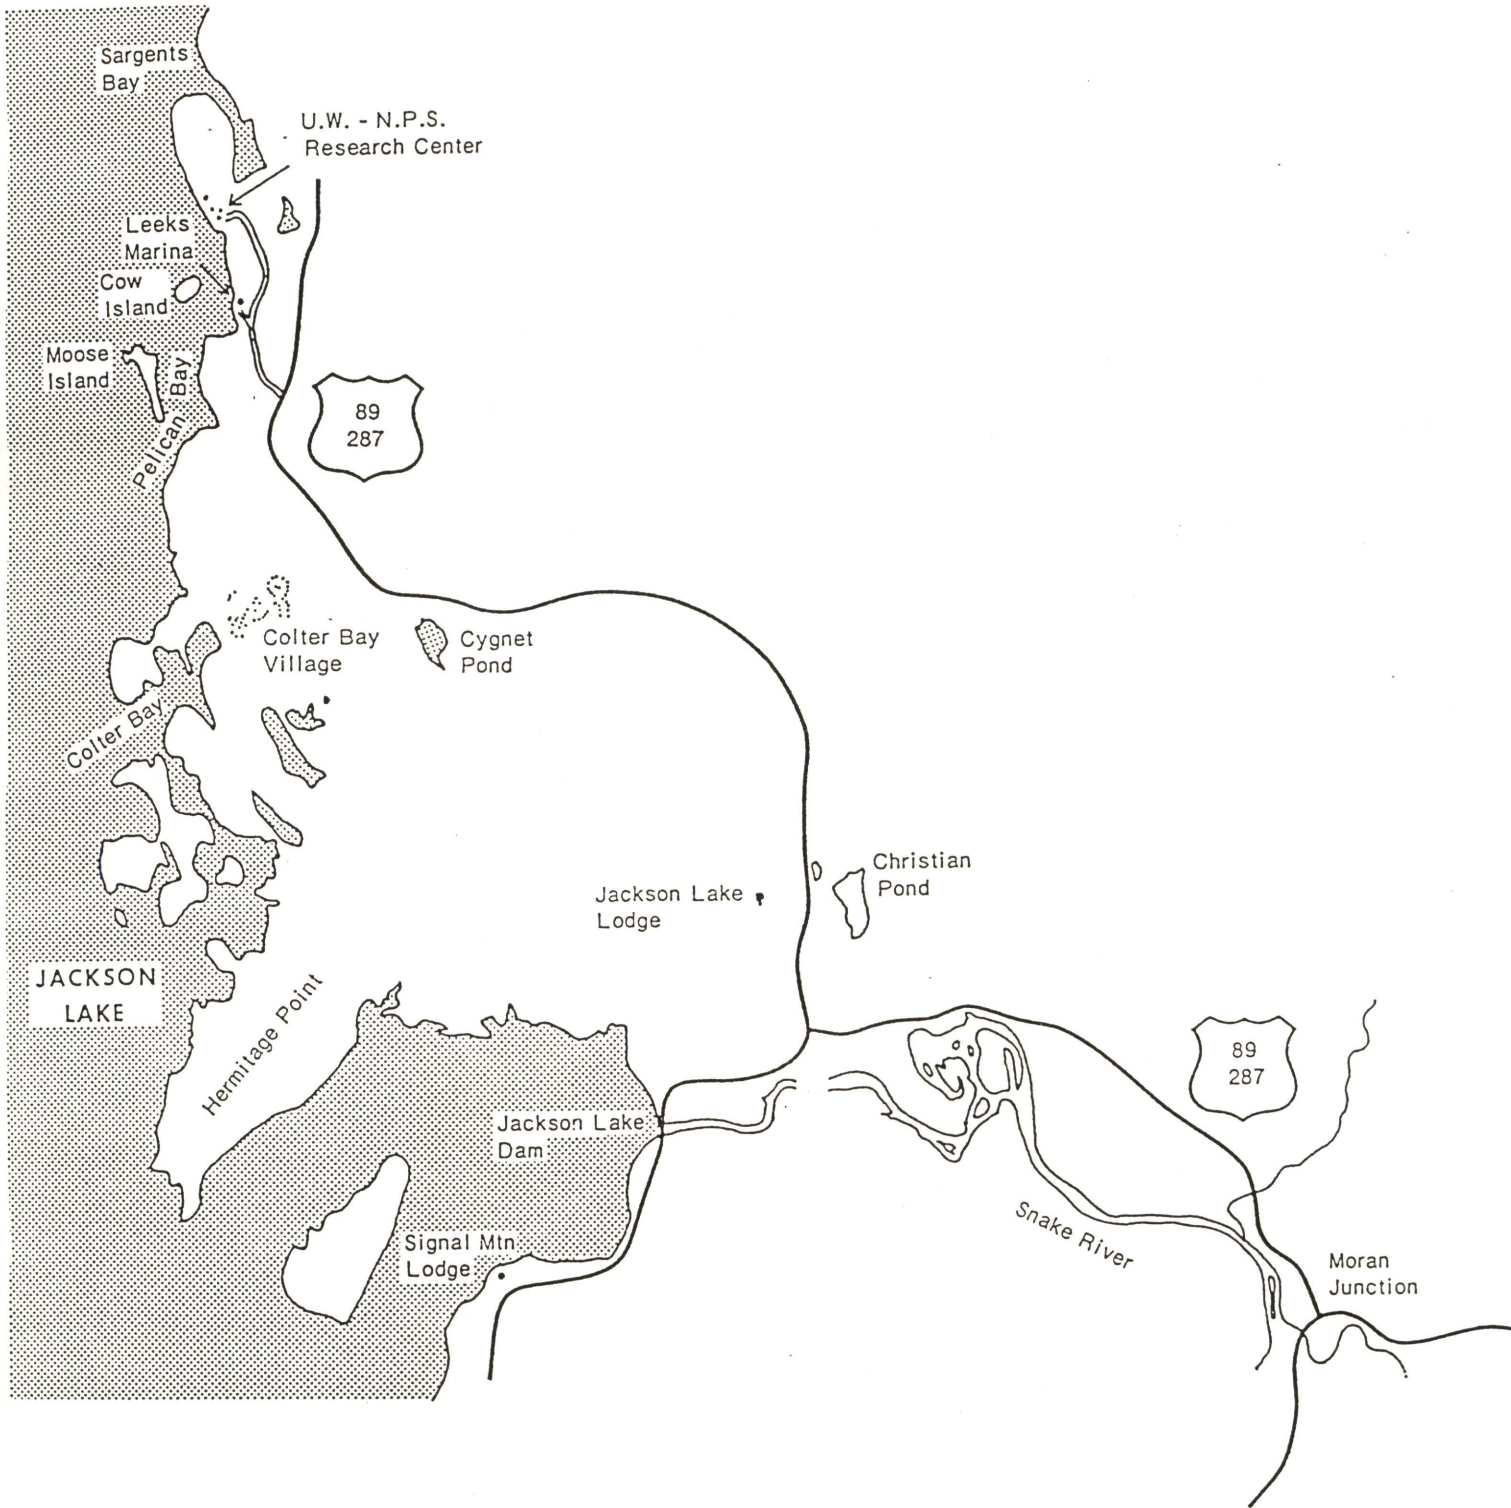 Sargents
Bay
U.W. - N.P.S.
Research Center
Leeks
Marina
Cow
Island
Moose
Island
Pelican Bay
89
287
Colter Bay
Village
Cygnet
Pond
Colter Bay
Christian
Pond
Jackson Lake
Lodge
JACKSON
LAKE
Hermitage Point
89
287
Jackson Lake
Dam
Snake River
Signal Mtn.
Lodge
Moran
Junction